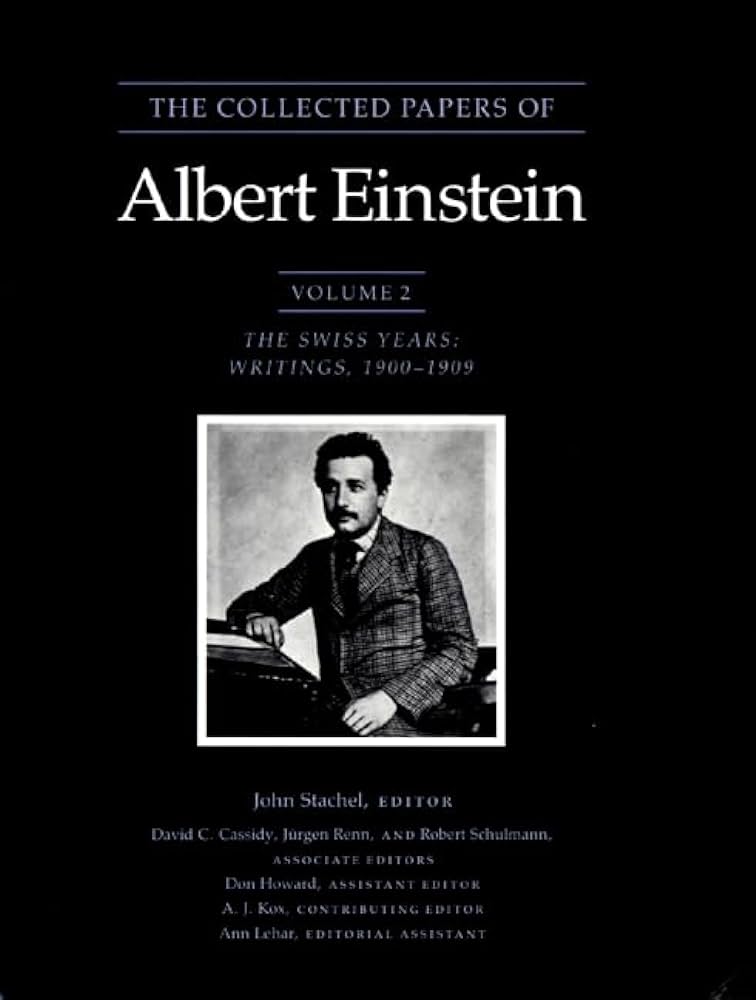 THE COLLECTED PAPERS OF
Albert Einstein
VOLUME 2
THE SWISS YEARS:
WRITINGS, 1900–1909
John Stachel, EDITOR
David C. Cassidy, Jürgen Renn, AND Robert Schulmann,
ASSOCIATE EDITORS
Don Howard, ASSISTANT EDITOR
A. J. Kox, CONTRIBUTING EDITOR
Ann Lehar, EDITORIAL ASSISTANT